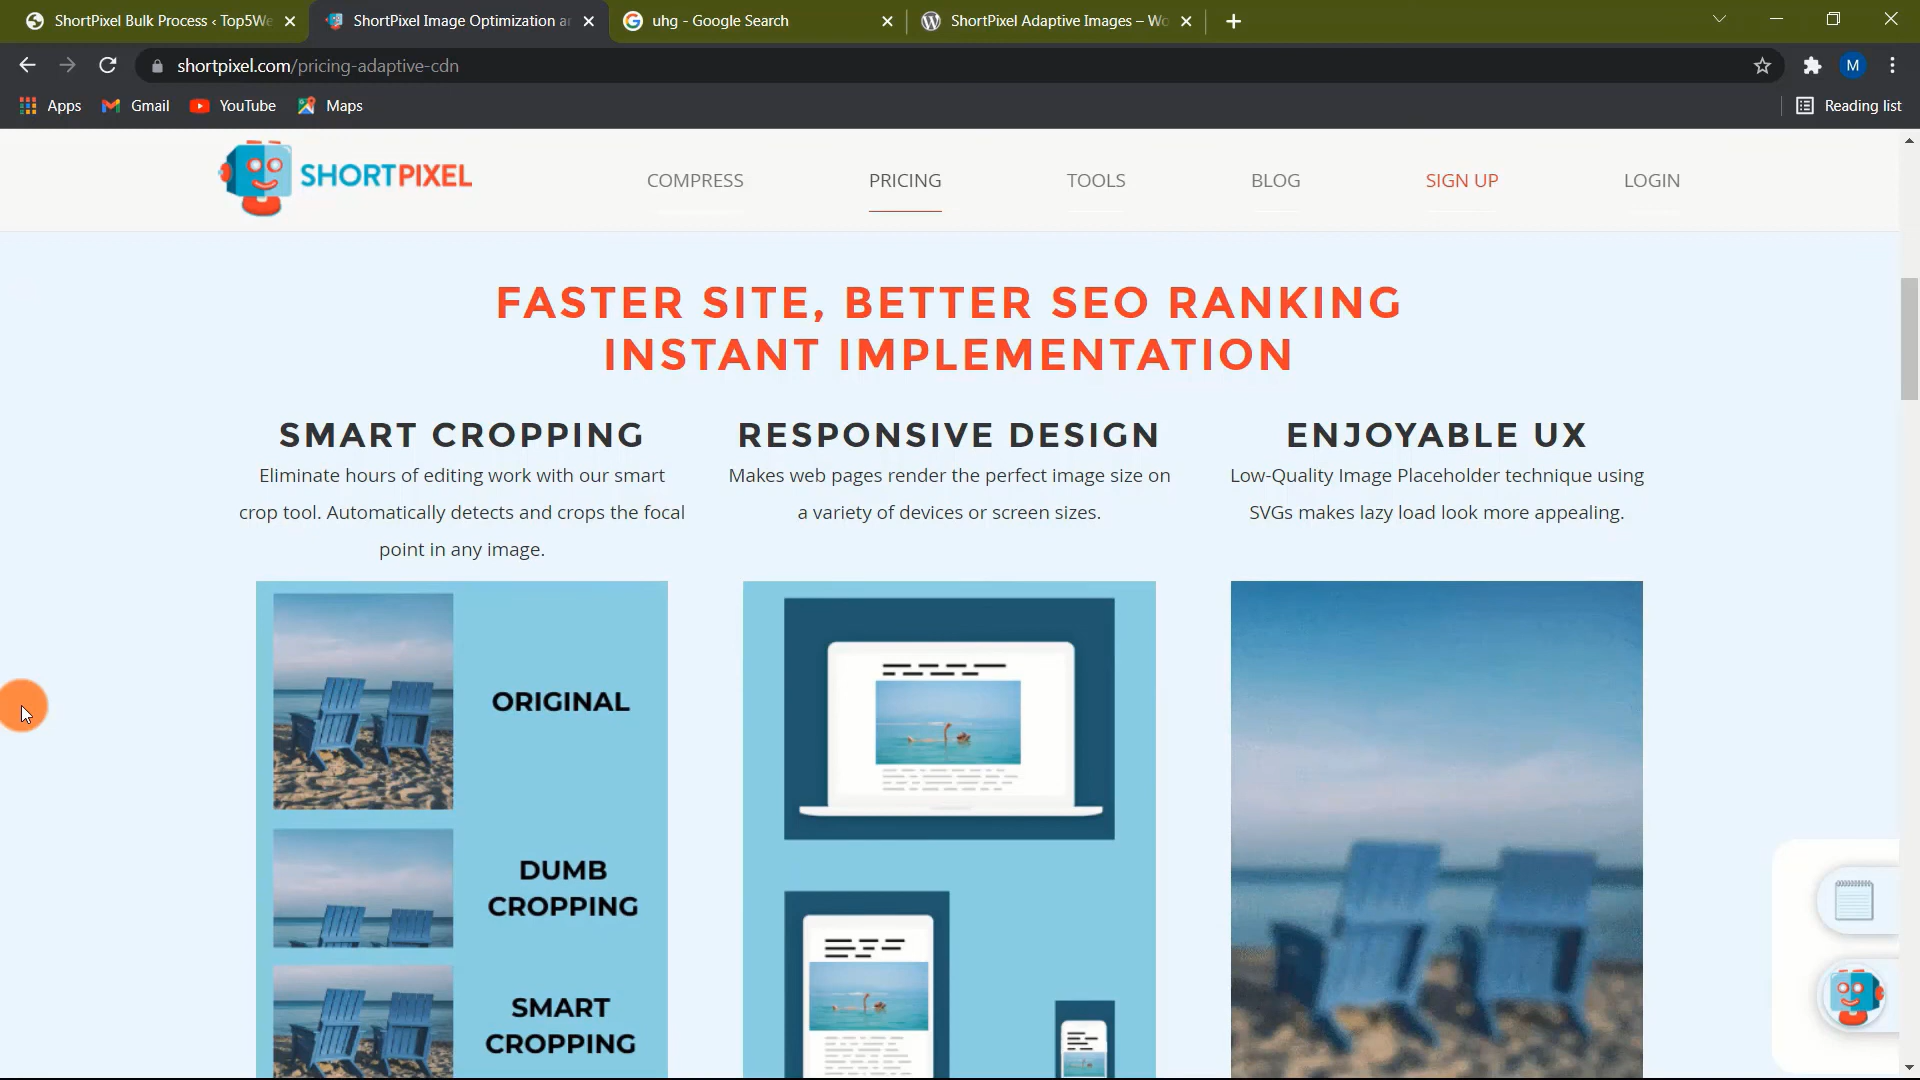 ShortPixel Bulk Process ‹ Top5We
ShortPixel Image Optimization ar
uhg - Google Search
ShortPixel Adaptive Images – Wo
shortpixel.com/pricing-adaptive-cdn
M
Apps
Gmail
YouTube
Maps
Reading list
SHORTPIXEL
COMPRESS
PRICING
TOOLS
BLOG
SIGN UP
LOGIN
FASTER SITE, BETTER SEO RANKING
INSTANT IMPLEMENTATION
SMART CROPPING
Eliminate hours of editing work with our smart
crop tool. Automatically detects and crops the focal
point in any image.
RESPONSIVE DESIGN
Makes web pages render the perfect image size on
a variety of devices or screen sizes.
ENJOYABLE UX
Low-Quality Image Placeholder technique using
SVGs makes lazy load look more appealing.
ORIGINAL
DUMB
CROPPING
SMART
CROPPING